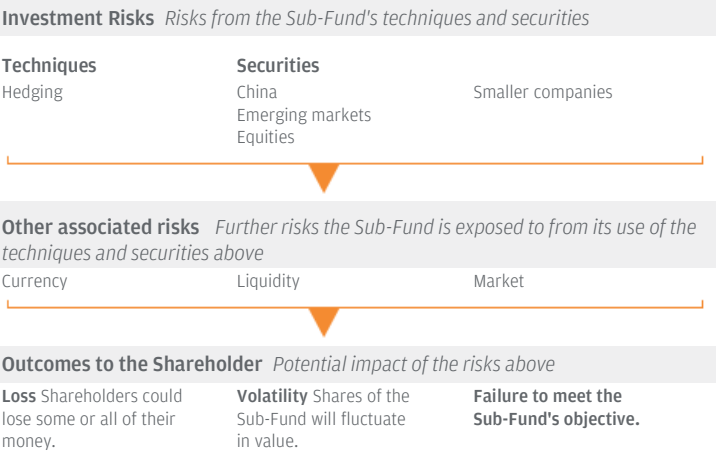 Investment Risks Risks from the Sub-Fund's techniques and securities
Techniques
Hedging
Securities
China
Emerging markets
Equities
Smaller companies
Other associated risks Further risks the Sub-Fund is exposed to from its use of the
techniques and securities above
Currency
Liquidity
Market
Outcomes to the Shareholder Potential impact of the risks above
Loss Shareholders could
lose some or all of their
money.
Volatility Shares of the
Sub-Fund will fluctuate
in value.
Failure to meet the
Sub-Fund's objective.